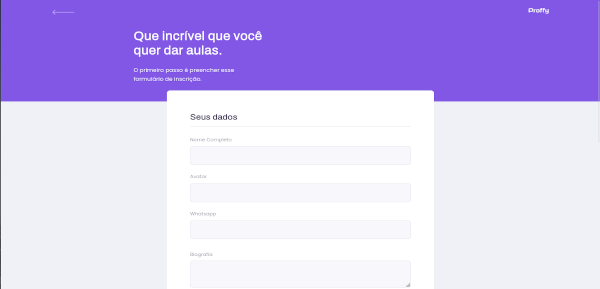 Proffy
Que incrível que você
quer dar aulas.
O primeiro passo é preencher esse
formulário de inscrição.
Seus dados
Nome Completo
Avatar
Whatsapp
Biografia